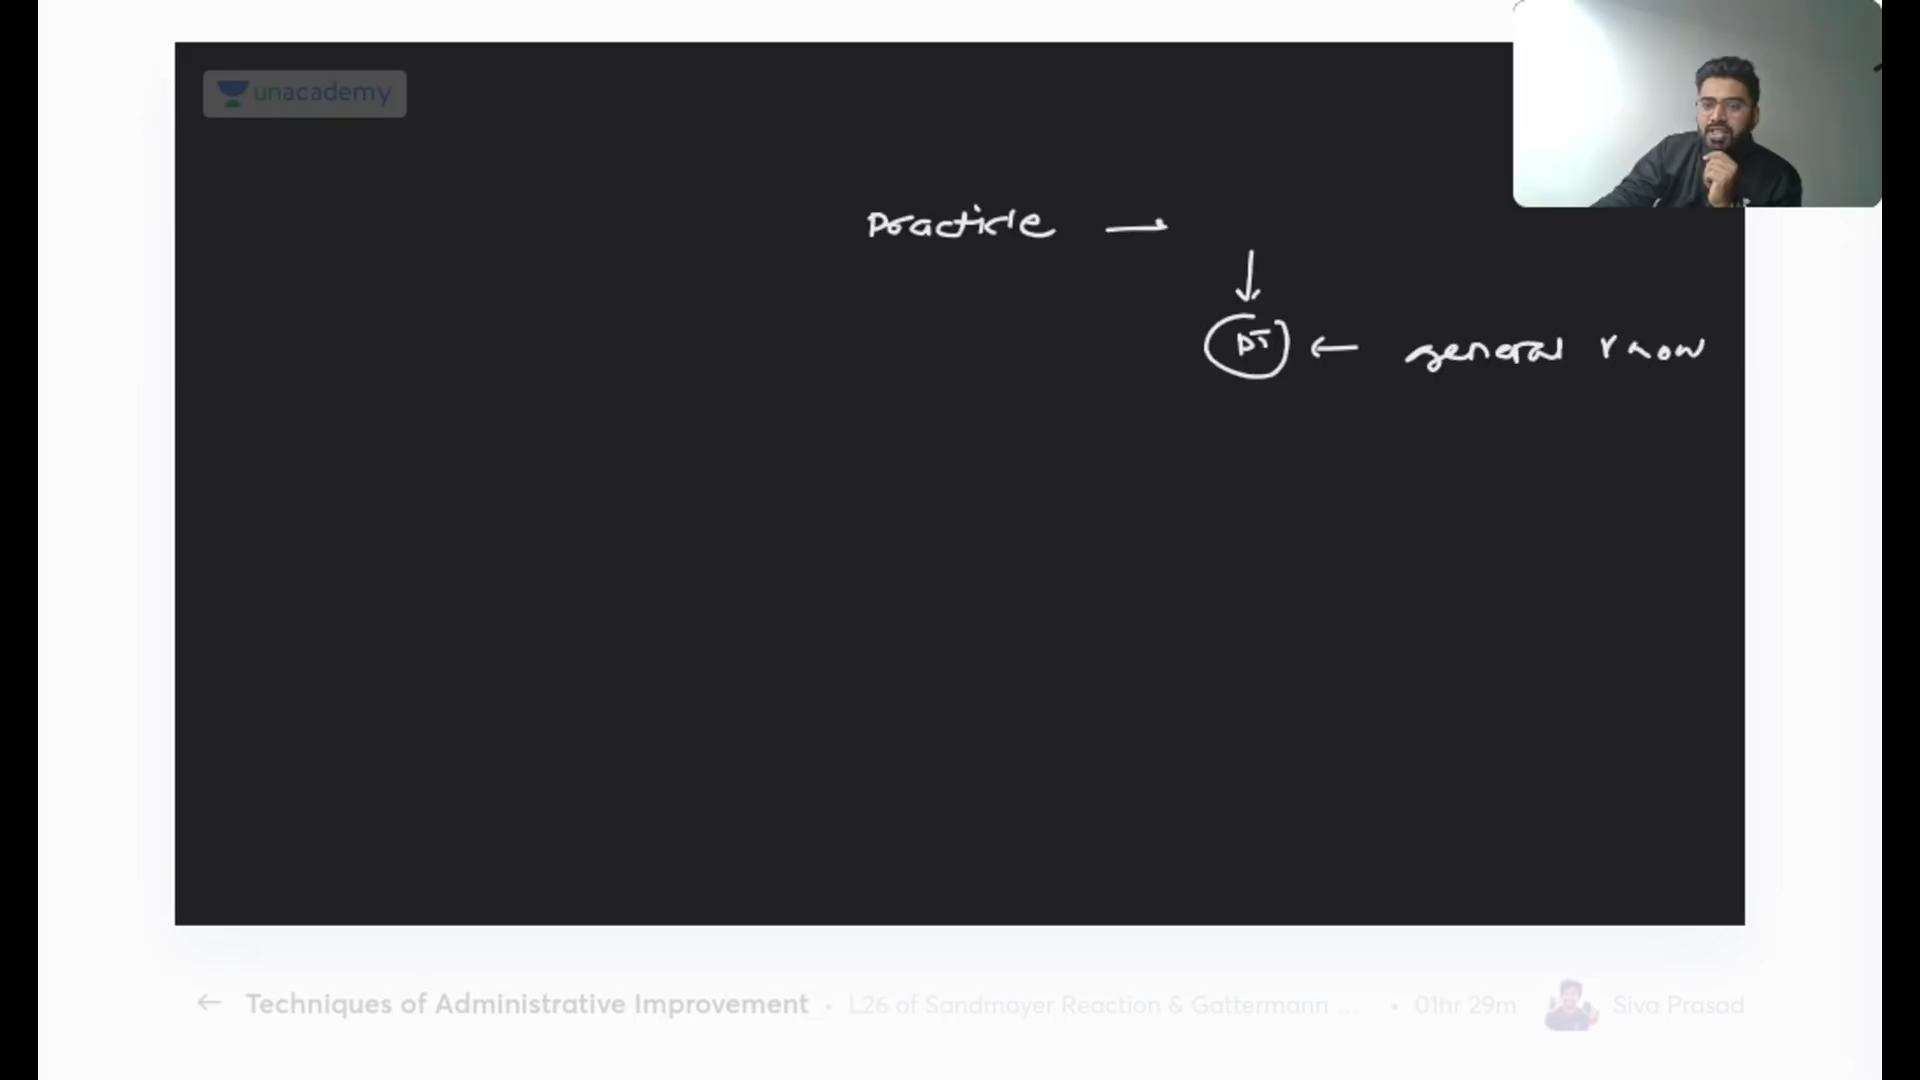 unacademy
Practicle →
↓
PT ← general know
← Techniques of Administrative Improvement • L26 of Sandmayer Reaction & Gattermann ... • 01hr 29m Siva Prasad